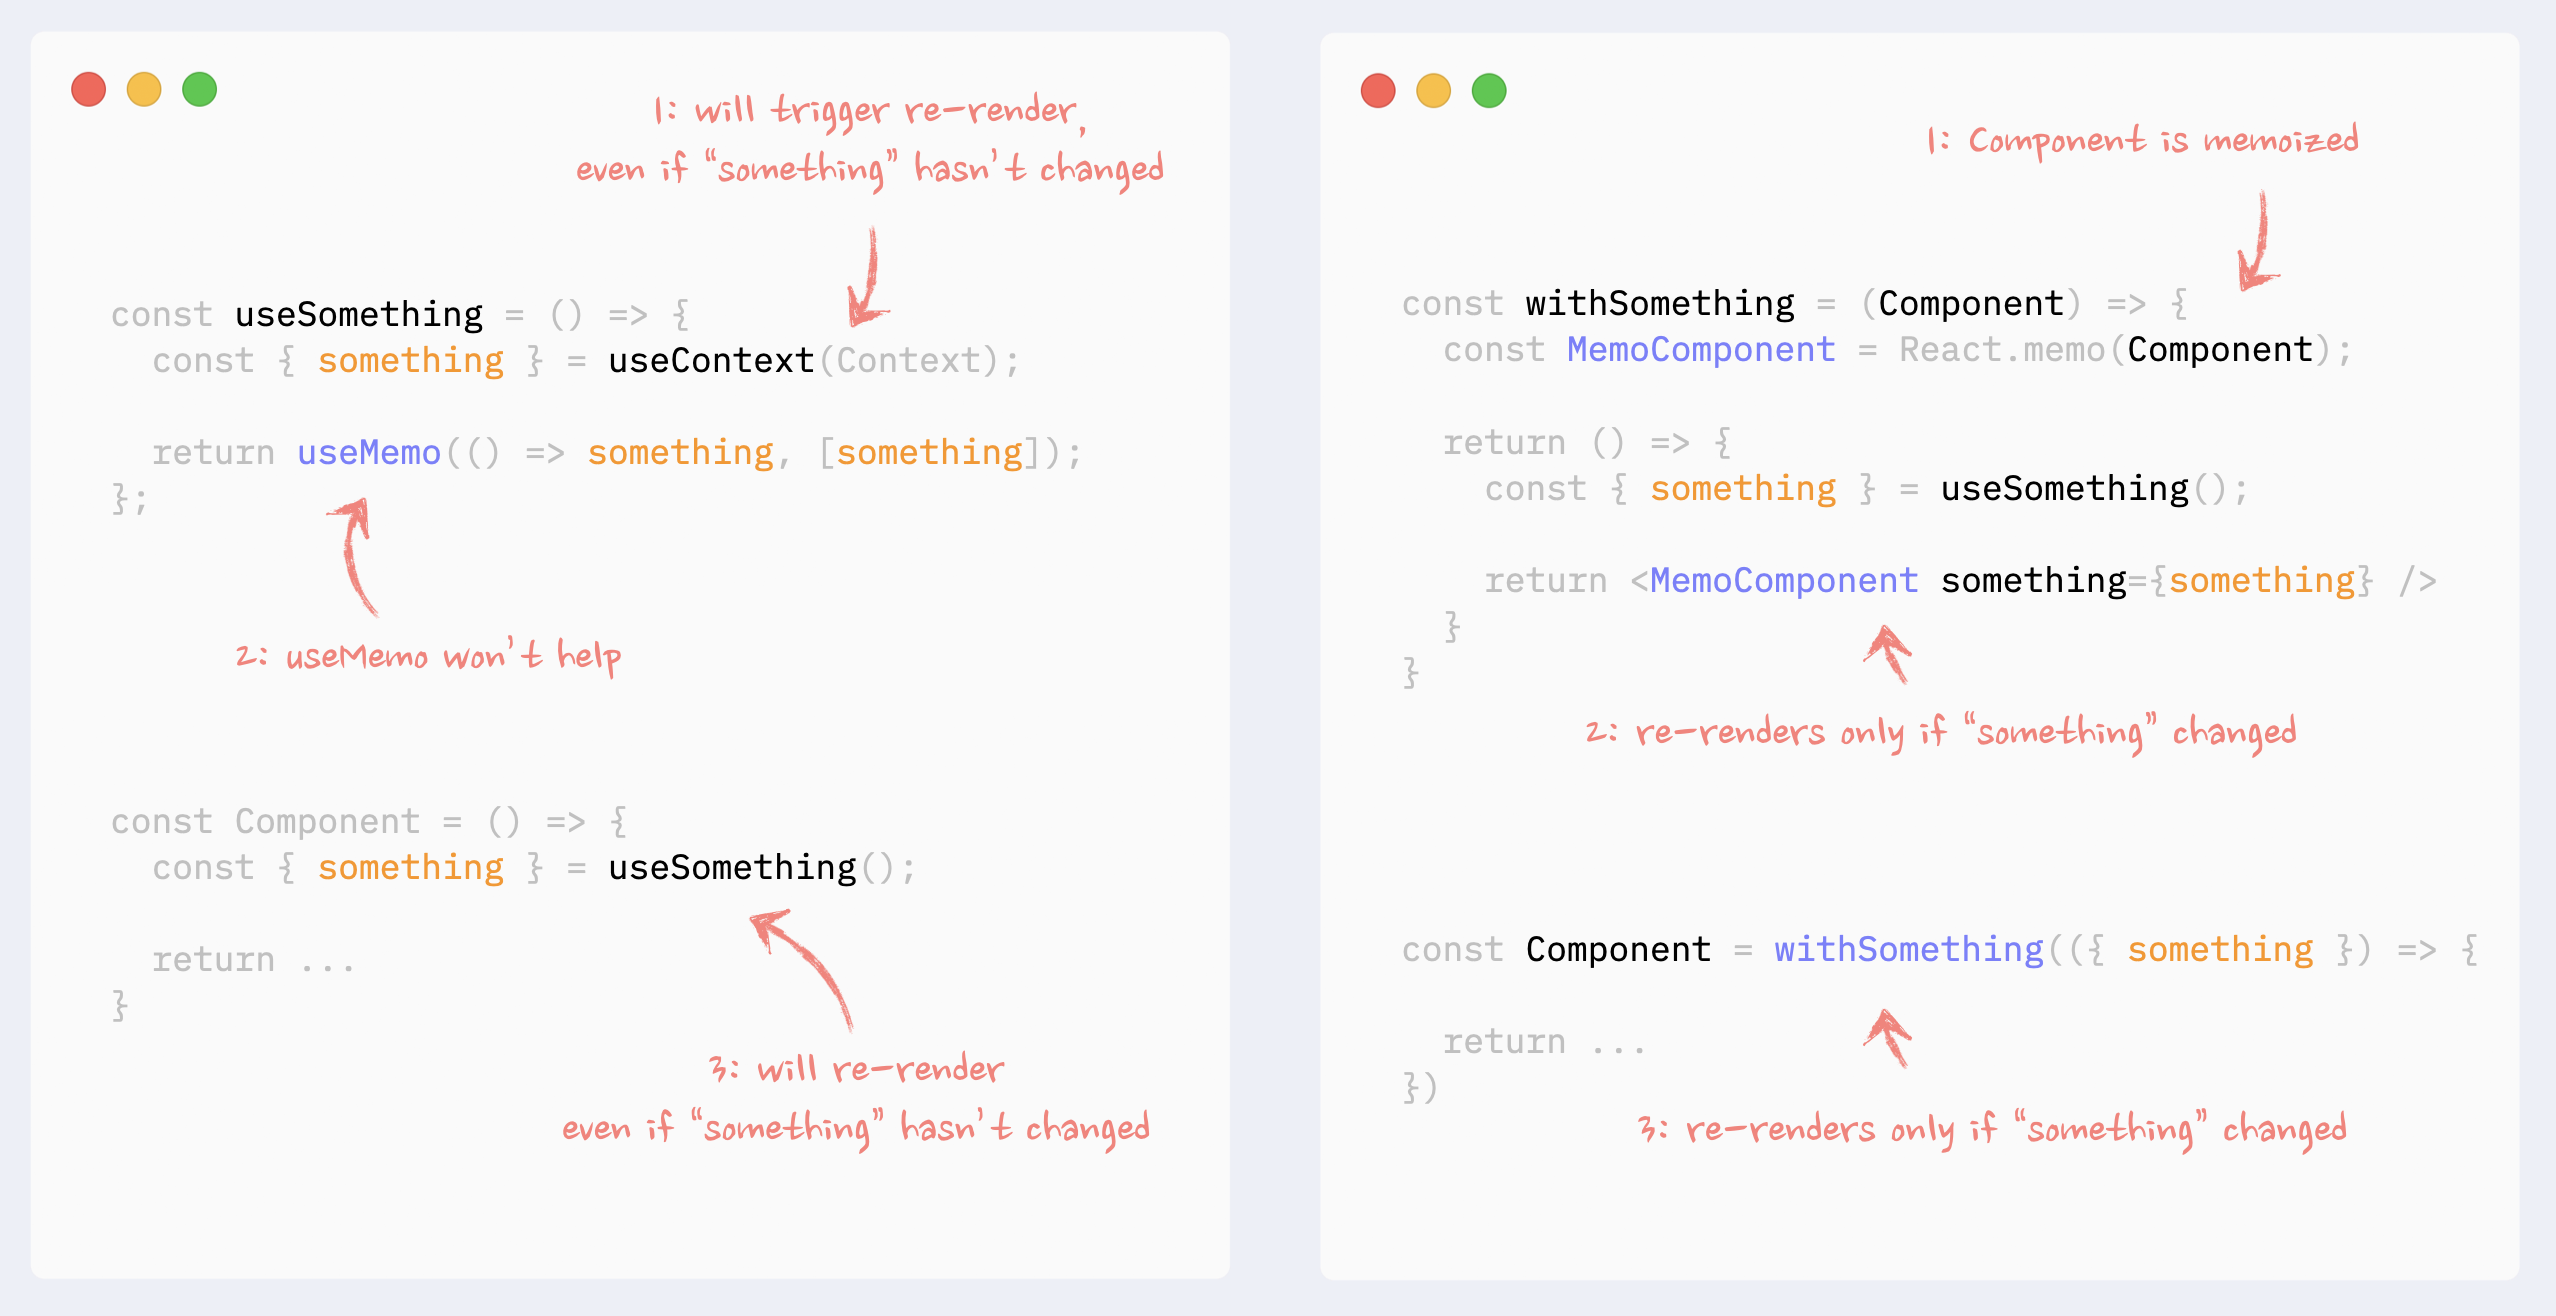 1: will trigger re-render,
even if “something” hasn't changed
const useSomething = () => {
  const { something } = useContext(Context);
  return useMemo(() => something, [something]);
};
2: useMemo won't help
const Component = () => {
  const { something } = useSomething();
  return ...
}
3: will re-render
even if “something” hasn't changed
1: Component is memoized
const withSomething = (Component) => {
  const MemoComponent = React.memo(Component);
  return () => {
    const { something } = useSomething();
    return <MemoComponent something={something} />
  }
}
2: re-renders only if “something” changed
const Component = withSomething(({ something }) => {
  return ...
})
3: re-renders only if “something” changed